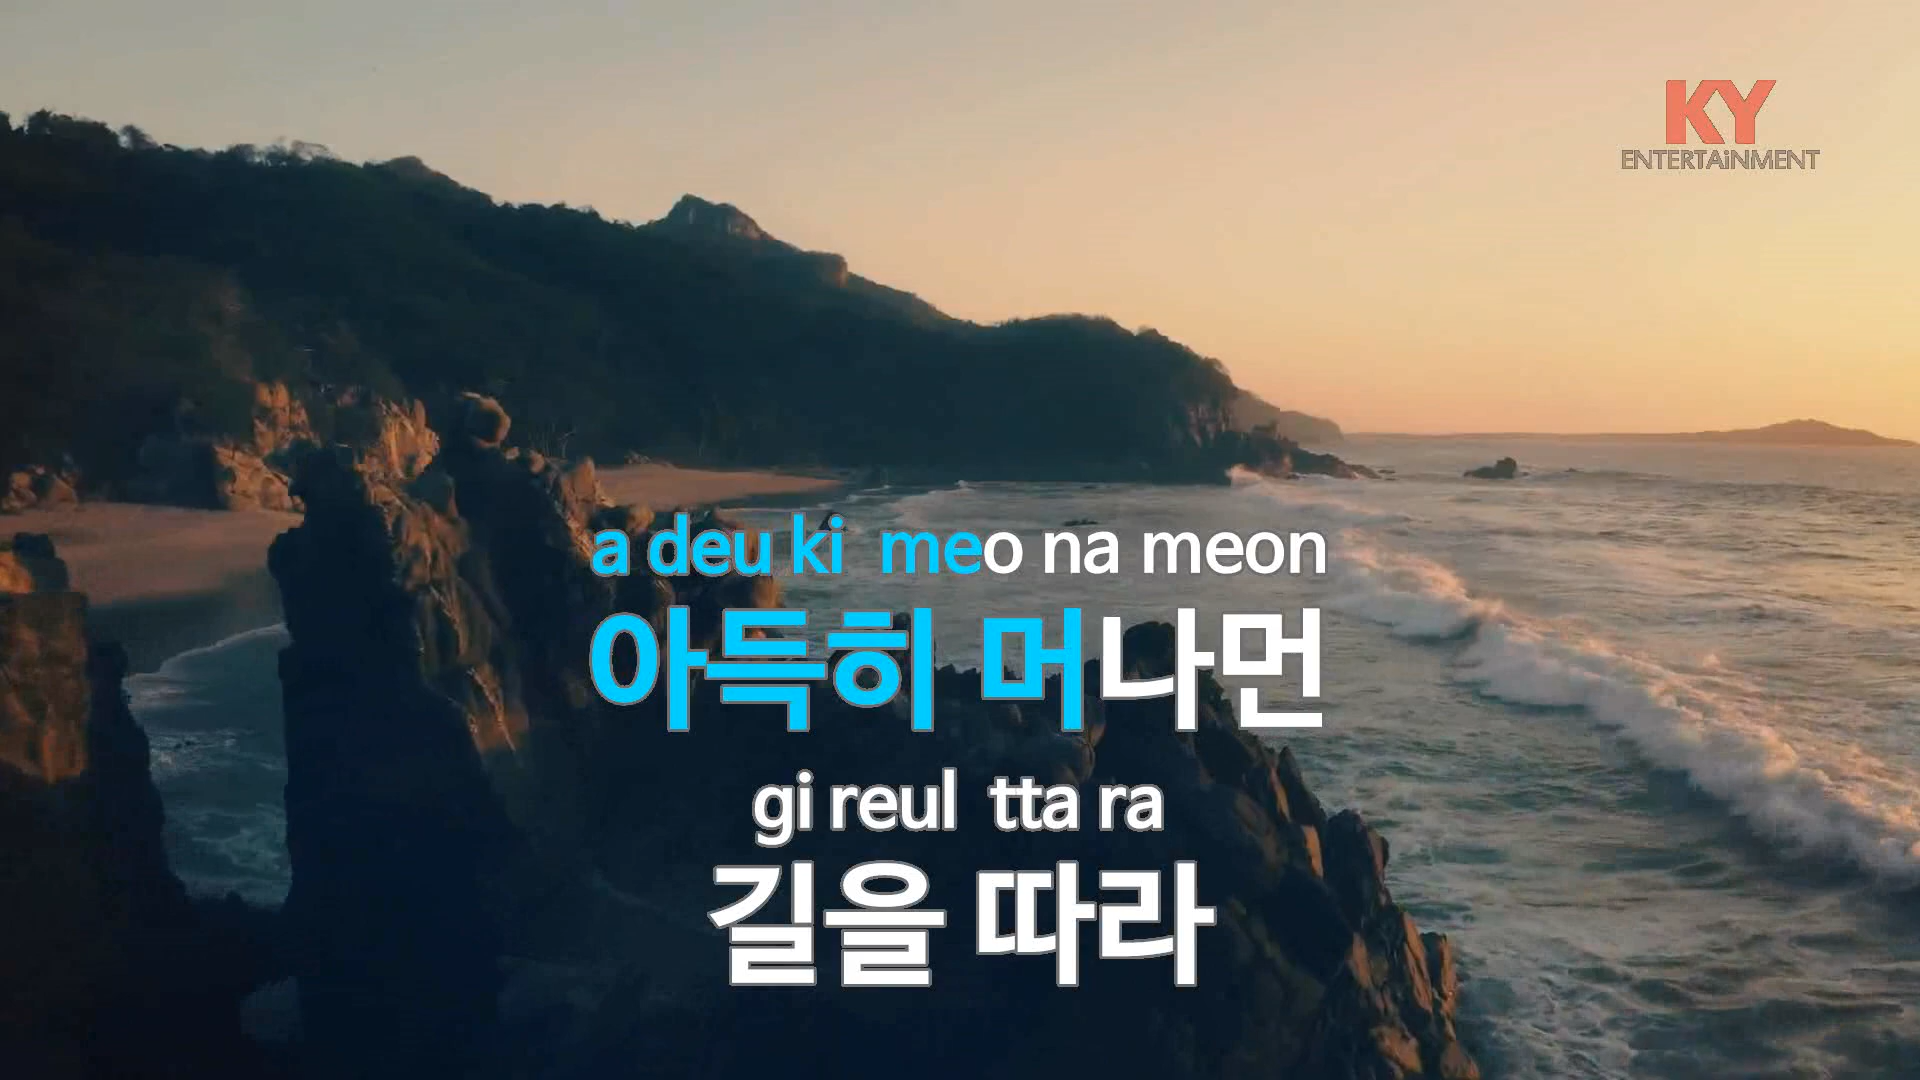 KY
ENTERTAiNMENT
a deu ki meo na meon
아득히 머나먼
gi reul tta ra
길을 따라